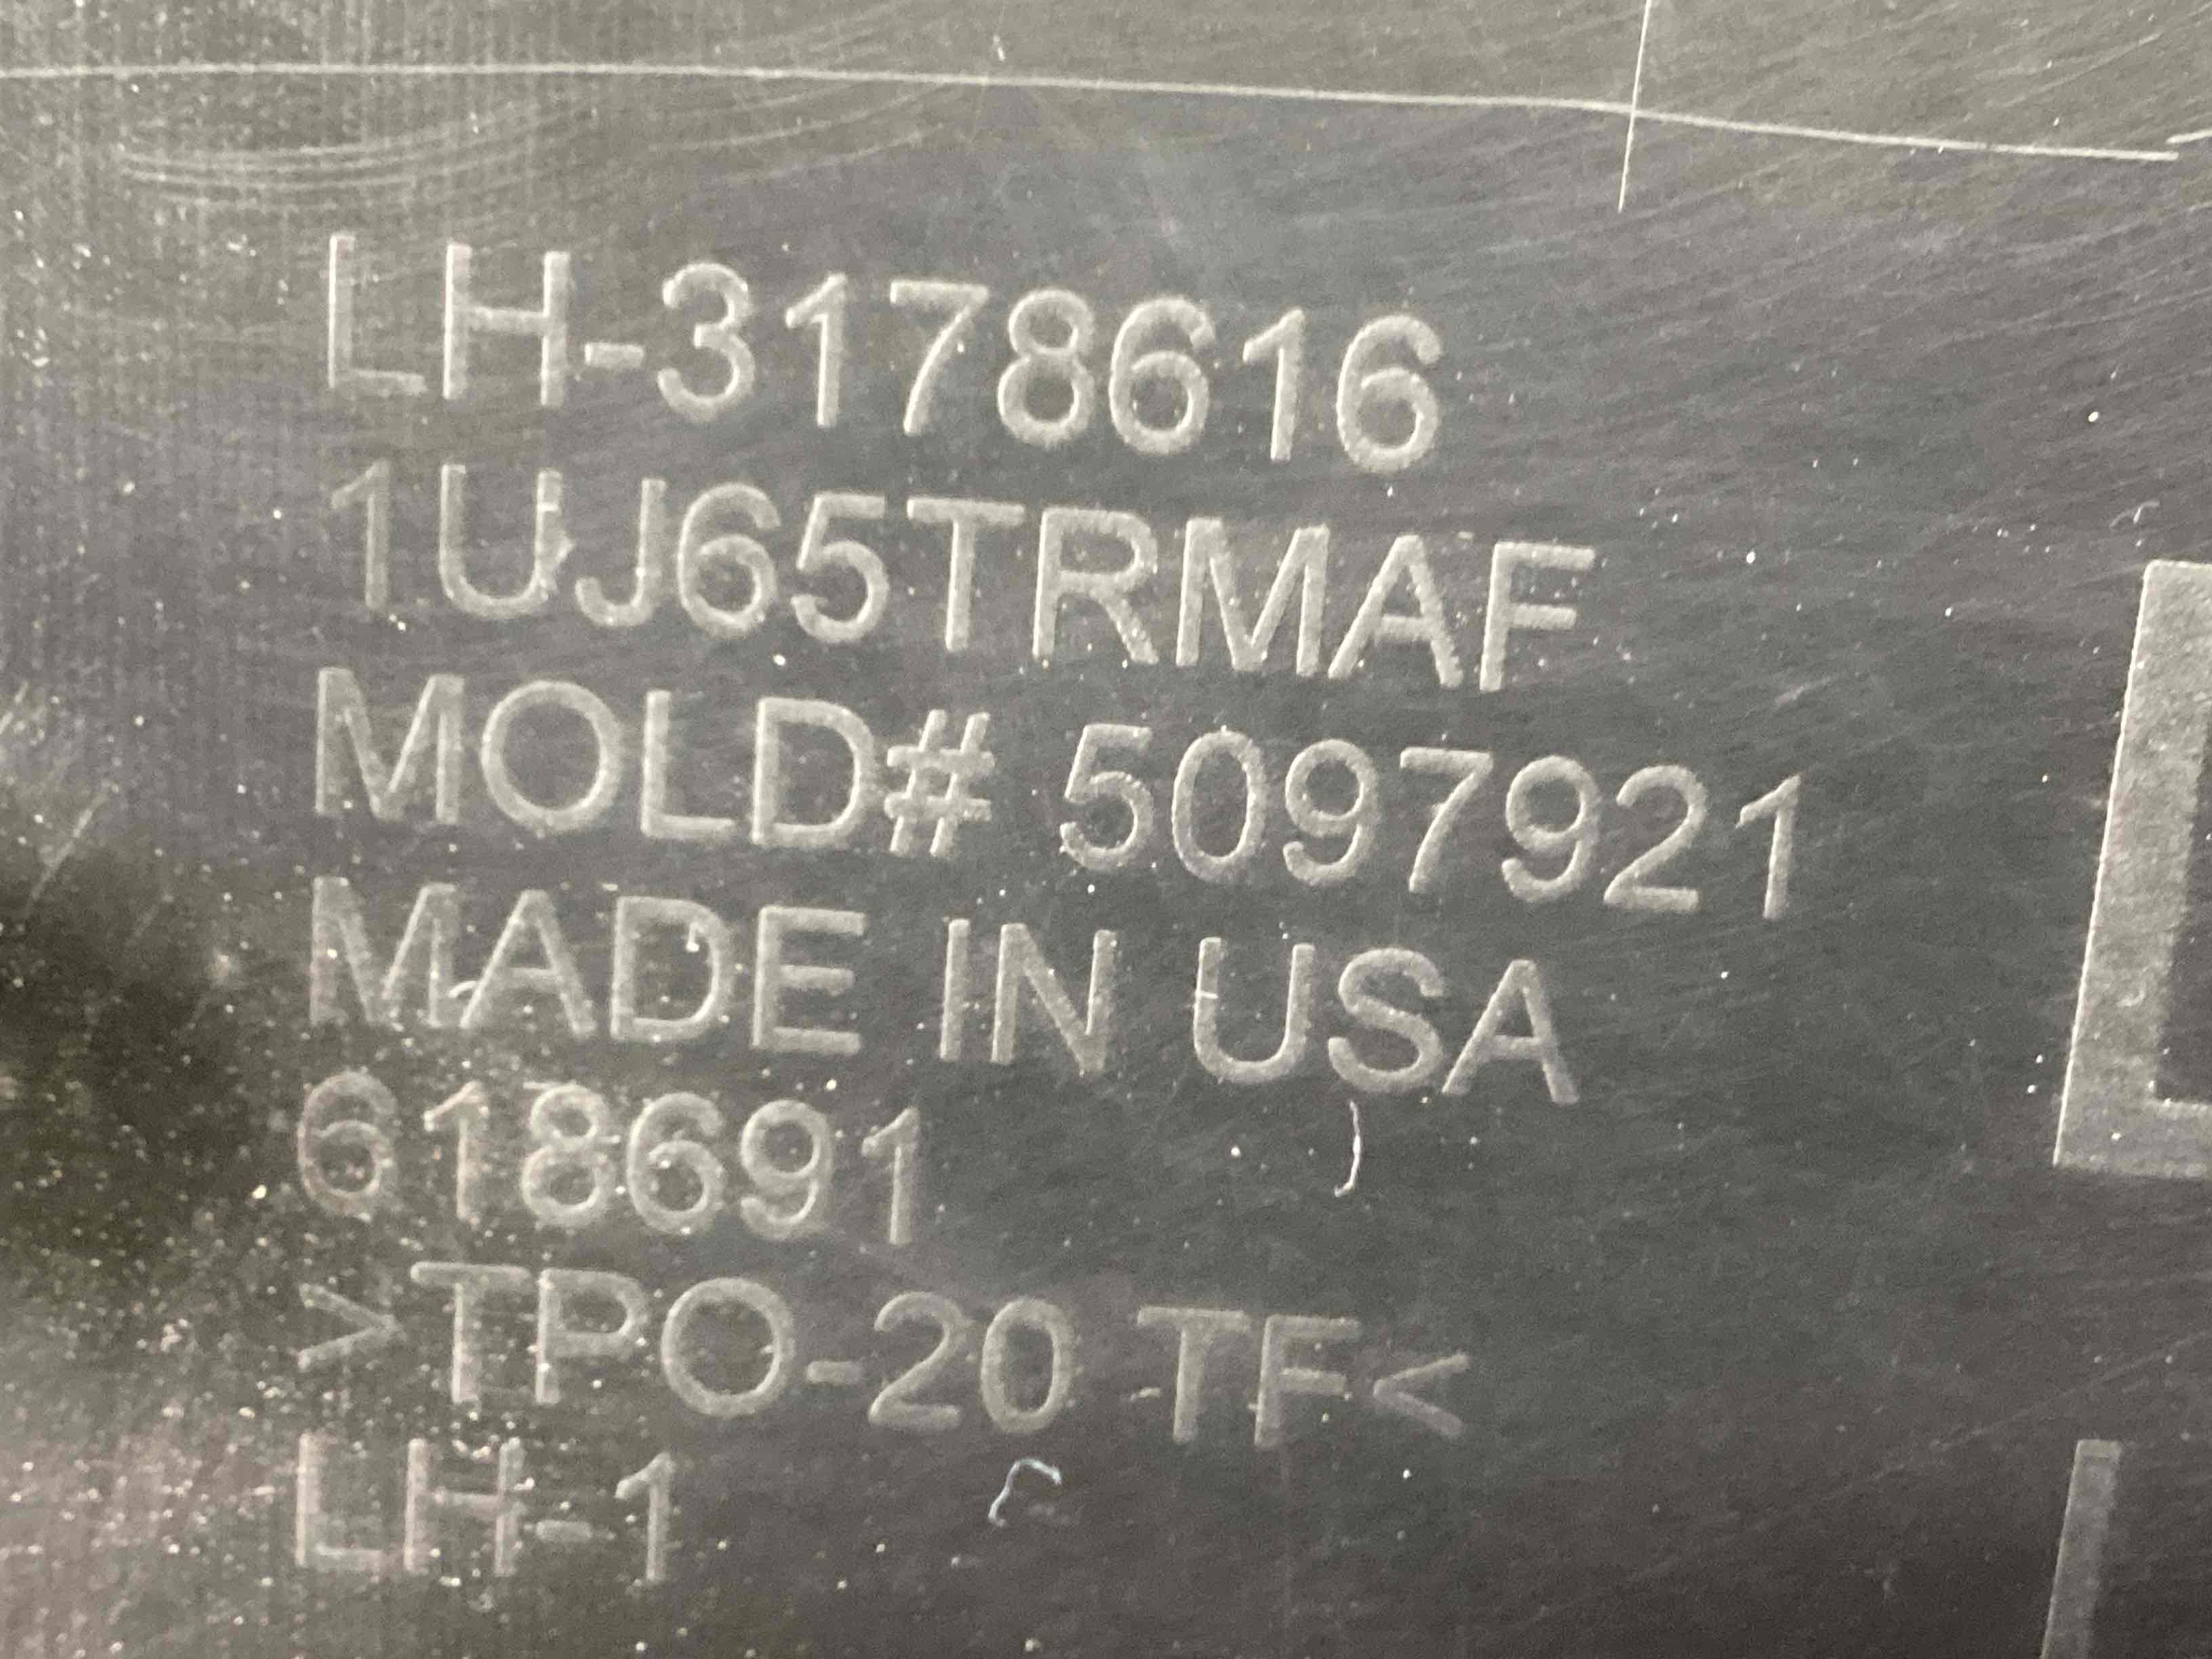 LH-3178616
1UJ65TRMAF
MOLD# 5097921
MADE IN USA
618691
>TPO-20 TF<
LH-1